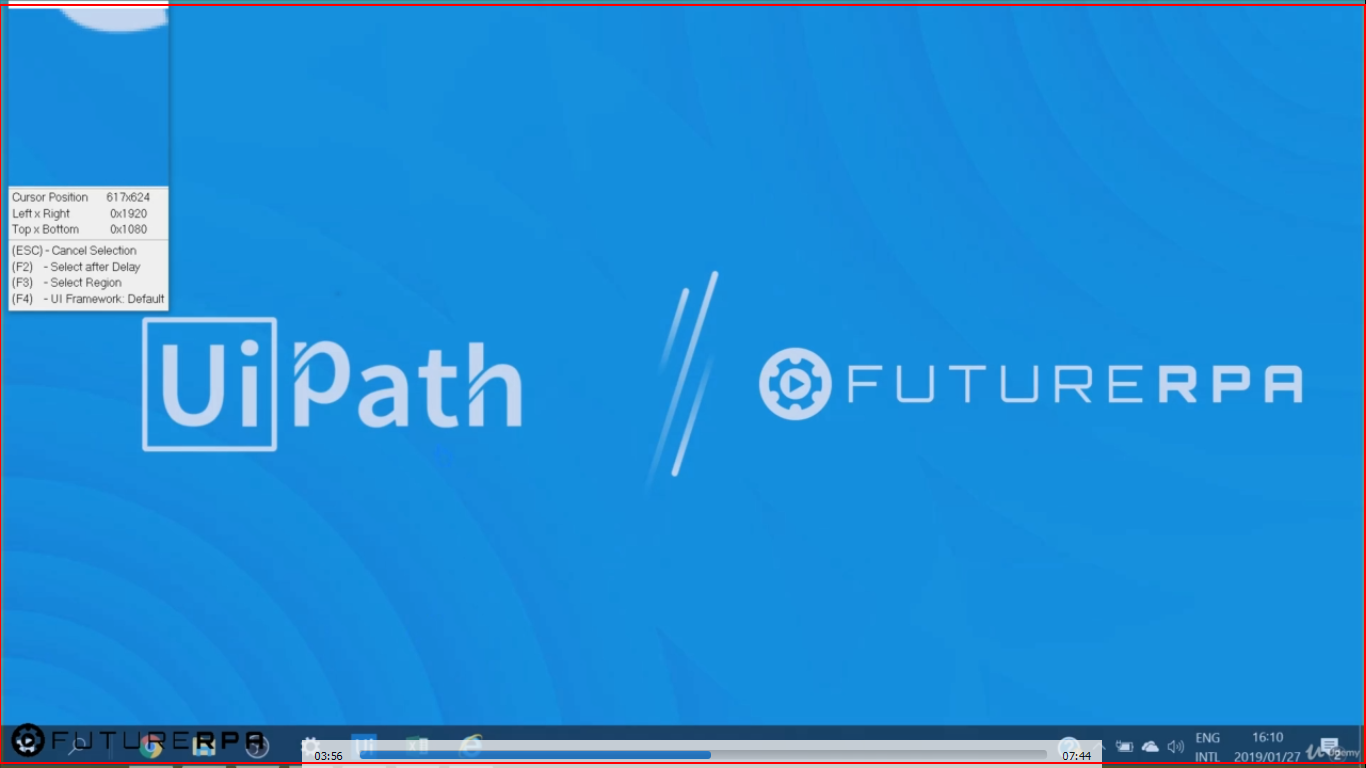 Cursor Position 617x624
Left x Right 0x1920
Top x Bottom 0x1080
(ESC) - Cancel Selection
(F2) - Select after Delay
(F3) - Select Region
(F4) - UI Framework: Default
UiPath
FUTURERPA
FUTURERPA
Ui
03:56
07:44
ENG
INTL
16:10
2019/01/27
2
Udemy